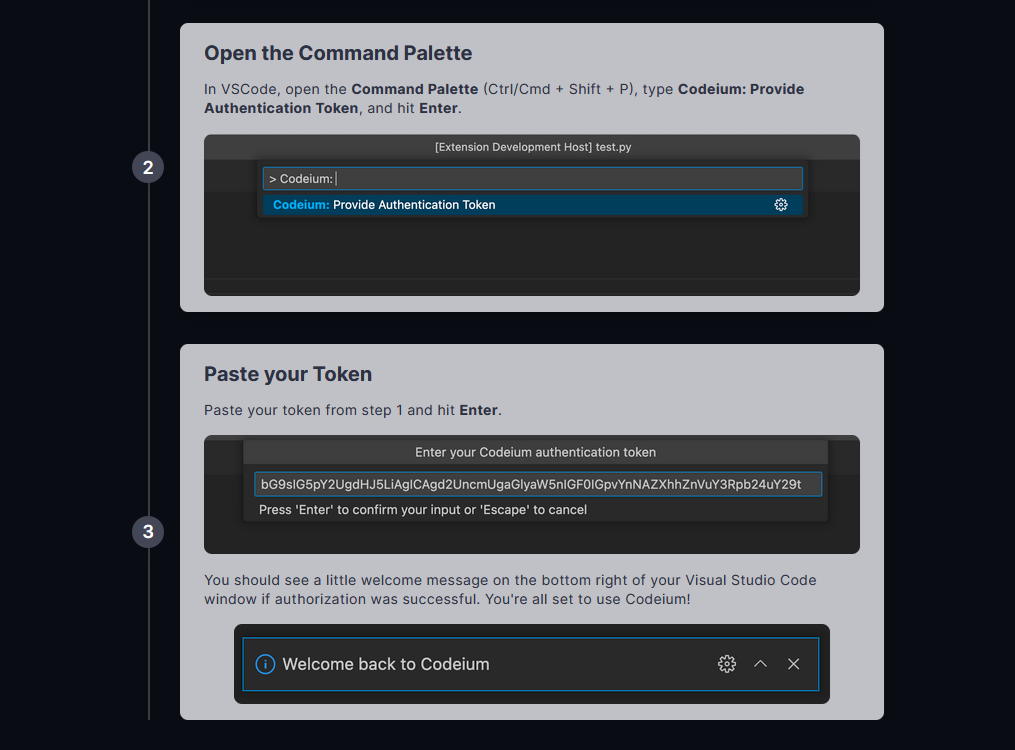 Open the Command Palette
In VSCode, open the Command Palette (Ctrl/Cmd + Shift + P), type Codeium: Provide
Authentication Token, and hit Enter.
[Extension Development Host] test.py
2
> Codeium:
Codeium: Provide Authentication Token
Paste your Token
Paste your token from step 1 and hit Enter.
Enter your Codeium authentication token
bG9sIG5pY2UgdHJ5LiAgICAgd2UncmUgaGlyaW5nIGF0IGpvYnNAZXhhZnVuY3Rpb24uY29t
Press 'Enter' to confirm your input or 'Escape' to cancel
3
You should see a little welcome message on the bottom right of your Visual Studio Code
window if authorization was successful. You're all set to use Codeium!
Welcome back to Codeium